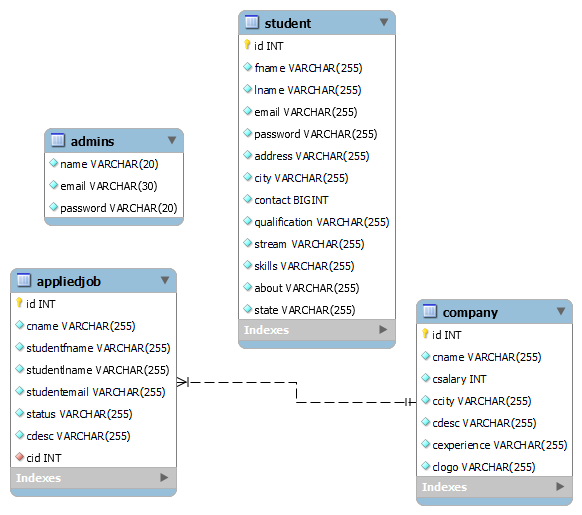 student
id INT
fname VARCHAR(255)
lname VARCHAR(255)
email VARCHAR(255)
password VARCHAR(255)
address VARCHAR(255)
city VARCHAR(255)
contact BIGINT
qualification VARCHAR(255)
stream VARCHAR(255)
skills VARCHAR(255)
about VARCHAR(255)
state VARCHAR(255)
Indexes
admins
name VARCHAR(20)
email VARCHAR(30)
password VARCHAR(20)
appliedjob
id INT
cname VARCHAR(255)
studentfname VARCHAR(255)
studentlname VARCHAR(255)
studentemail VARCHAR(255)
status VARCHAR(255)
cdesc VARCHAR(255)
cid INT
Indexes
company
id INT
cname VARCHAR(255)
csalary INT
ccity VARCHAR(255)
cdesc VARCHAR(255)
cexperience VARCHAR(255)
clogo VARCHAR(255)
Indexes